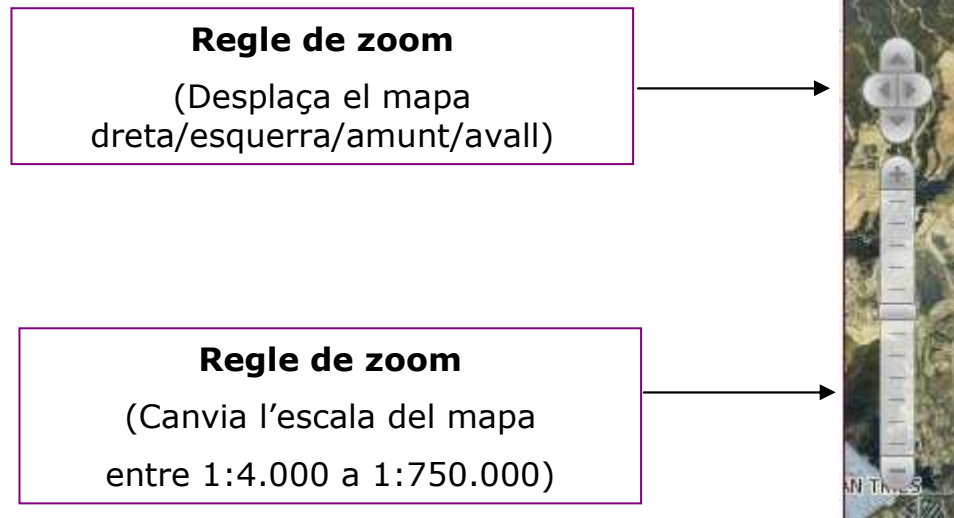 Regle de zoom
(Desplaça el mapa
dreta/esquerra/amunt/avall)
+
Regle de zoom
(Canvia l’escala del mapa
entre 1:4.000 a 1:750.000)